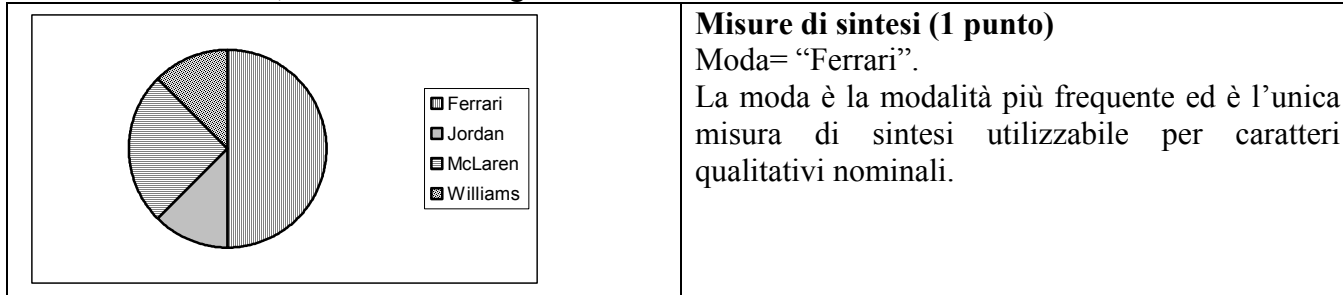 Ferrari
Jordan
McLaren
Williams
Misure di sintesi (1 punto)
Moda= “Ferrari”.
La moda è la modalità più frequente ed è l’unica
misura di sintesi utilizzabile per caratteri
qualitativi nominali.